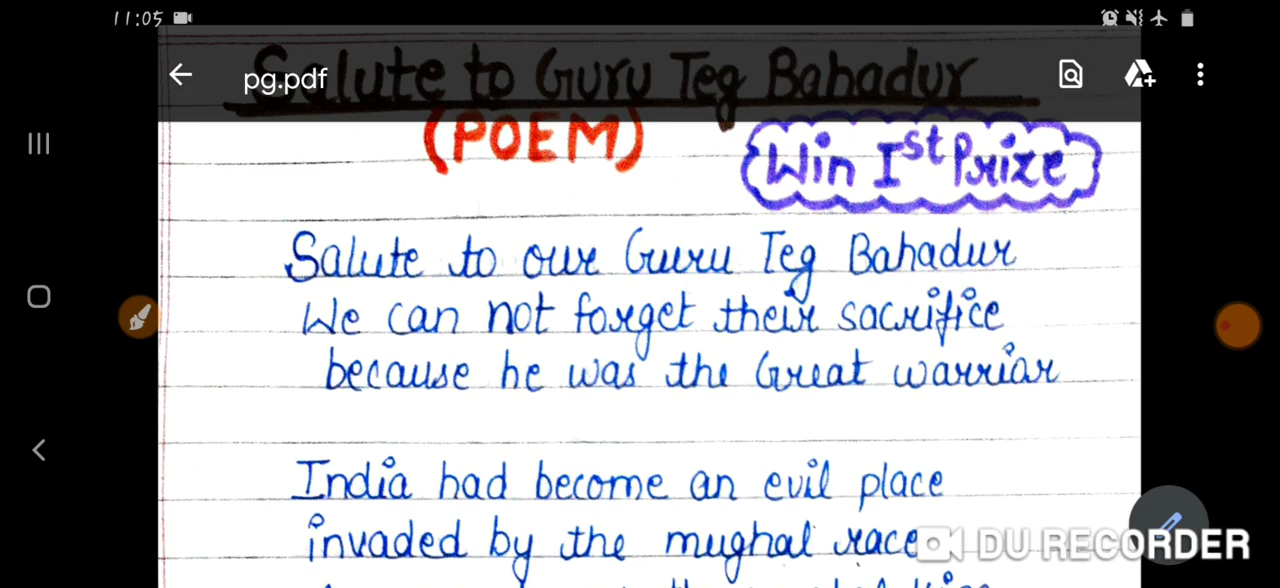 11:05
Salute to Guru Teg Bahadur
pg.pdf
(POEM)
Win Ist Prize
Salute to our Guru Teg Bahadur
We can not forget their sacrifice
because he was the Great warriar
India had become an evil place
invaded by the mughal race
DU RECORDER